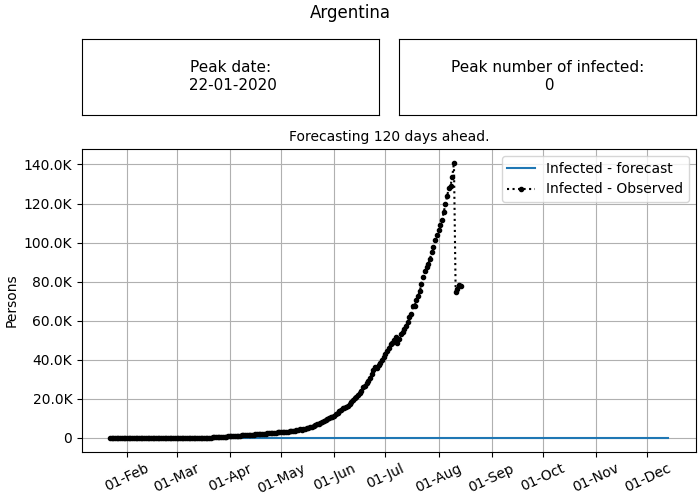 Argentina
Peak date:
22-01-2020
Peak number of infected:
0
Forecasting 120 days ahead.
Infected - forecast
Infected - Observed
Persons
140.0K
120.0K
100.0K
80.0K
60.0K
40.0K
20.0K
0
01-Feb
01-Mar
01-Apr
01-May
01-Jun
01-Jul
01-Aug
01-Sep
01-Oct
01-Nov
01-Dec